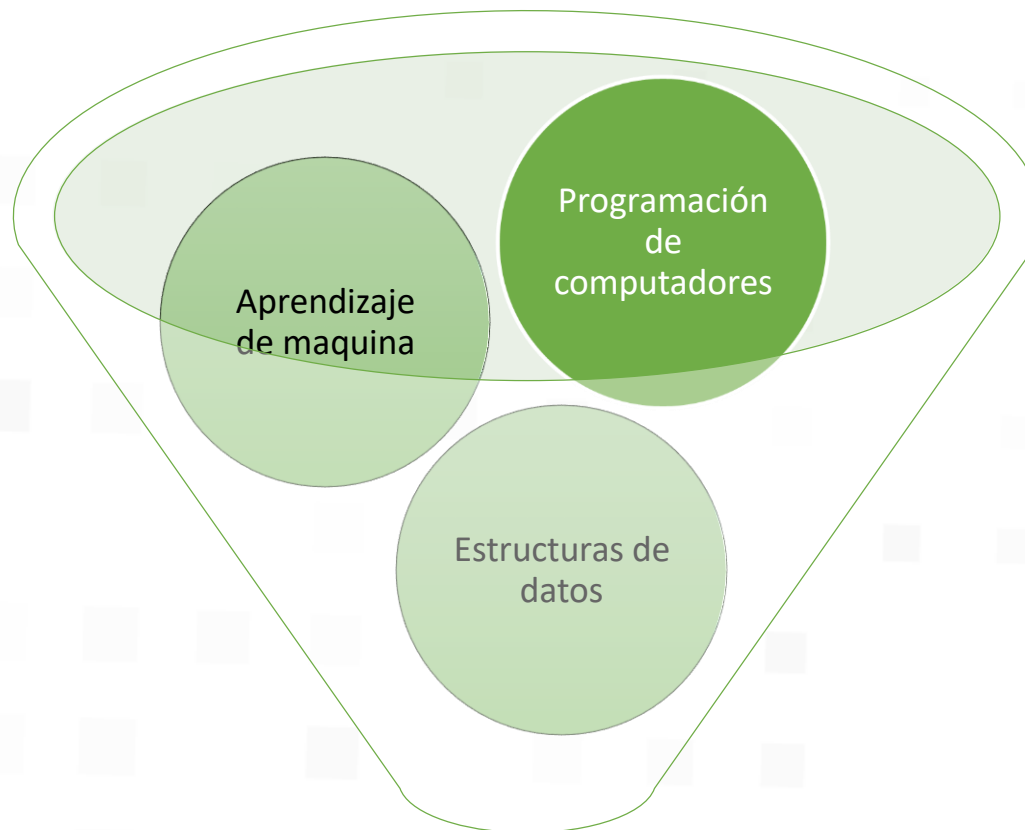 Programación
de
computadores
Aprendizaje
de maquina
Estructuras de
datos